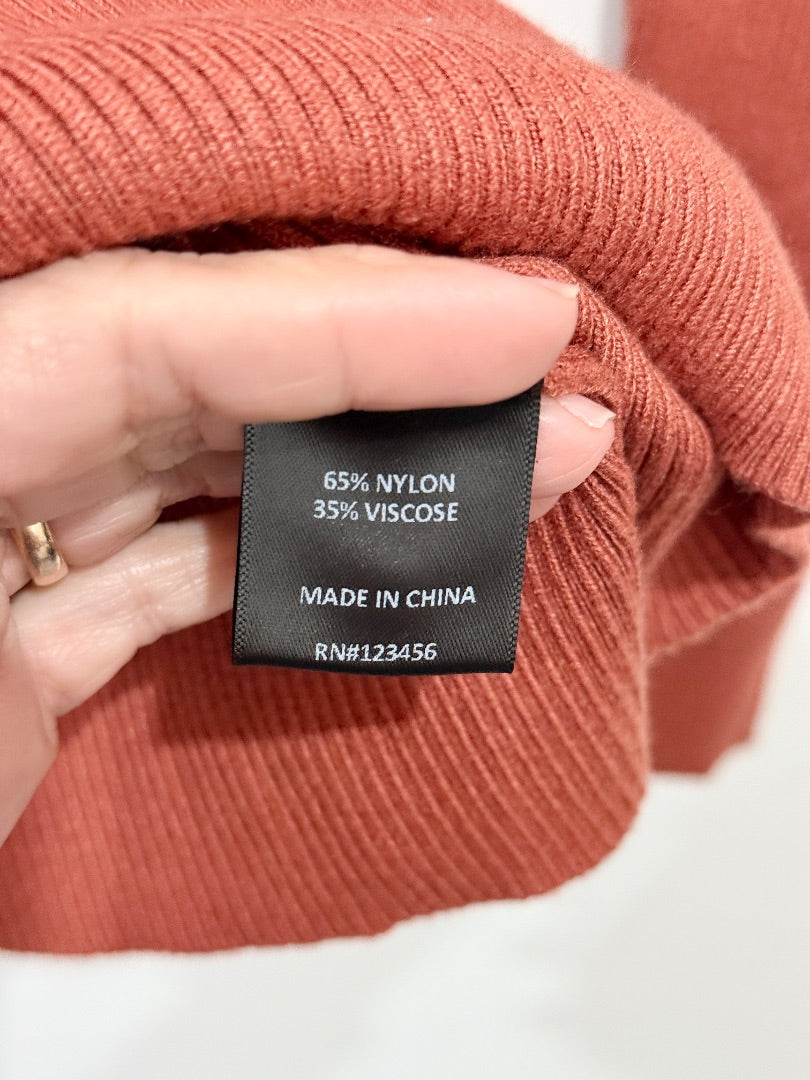 65% NYLON
35% VISCOSE
MADE IN CHINA
RN#123456